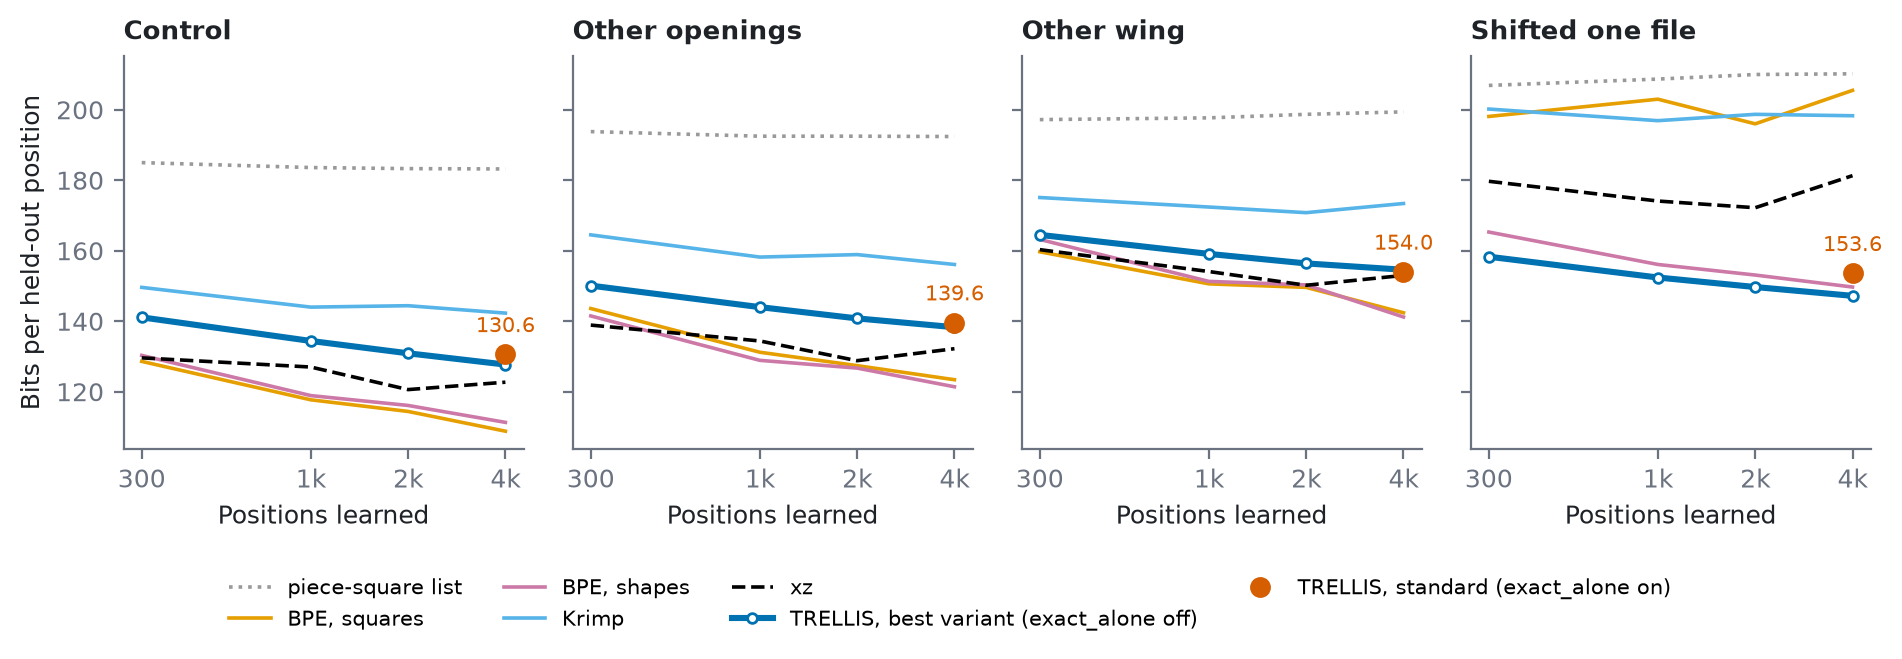 Control
Other openings
Other wing
Shifted one file
Bits per held-out position
200
180
160
140
120
130.6
139.6
154.0
153.6
300 1k 2k 4k
300 1k 2k 4k
300 1k 2k 4k
300 1k 2k 4k
Positions learned
Positions learned
Positions learned
Positions learned
piece-square list
BPE, squares
BPE, shapes
Krimp
xz
TRELLIS, best variant (exact_alone off)
TRELLIS, standard (exact_alone on)